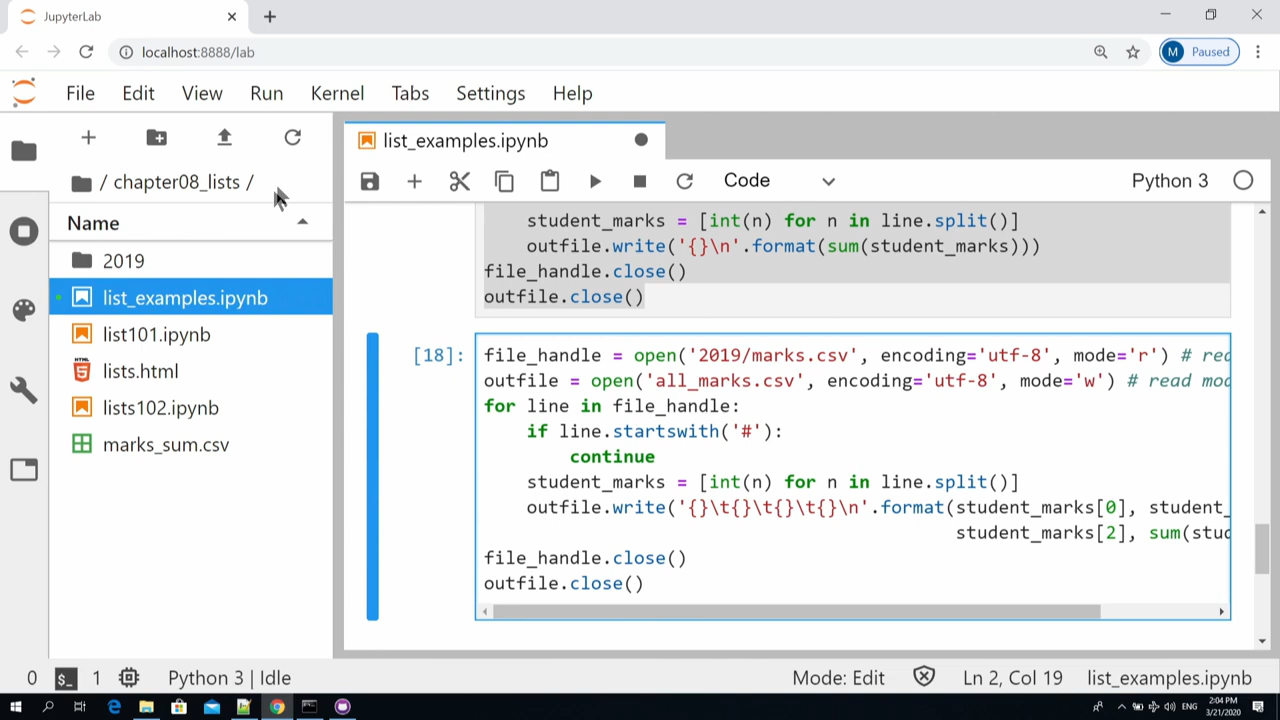 JupyterLab
localhost:8888/lab
M Paused
File Edit View Run Kernel Tabs Settings Help
/ chapter08_lists /
Name
2019
list_examples.ipynb
list101.ipynb
HTML
lists.html
lists102.ipynb
marks_sum.csv
list_examples.ipynb
Code
Python 3
student_marks = [int(n) for n in line.split()]
outfile.write('{}\n'.format(sum(student_marks)))
file_handle.close()
outfile.close()
[18]:
file_handle = open('2019/marks.csv', encoding='utf-8', mode='r') # rec
outfile = open('all_marks.csv', encoding='utf-8', mode='w') # read mod
for line in file_handle:
if line.startswith('#'):
continue
student_marks = [int(n) for n in line.split()]
outfile.write('{}\t{}\t{}\t{}\n'.format(student_marks[0], student_
student_marks[2], sum(stud
file_handle.close()
outfile.close()
0 $_ 1 Python 3 | Idle Mode: Edit Ln 2, Col 19 list_examples.ipynb
ENG
2:04 PM
3/21/2020